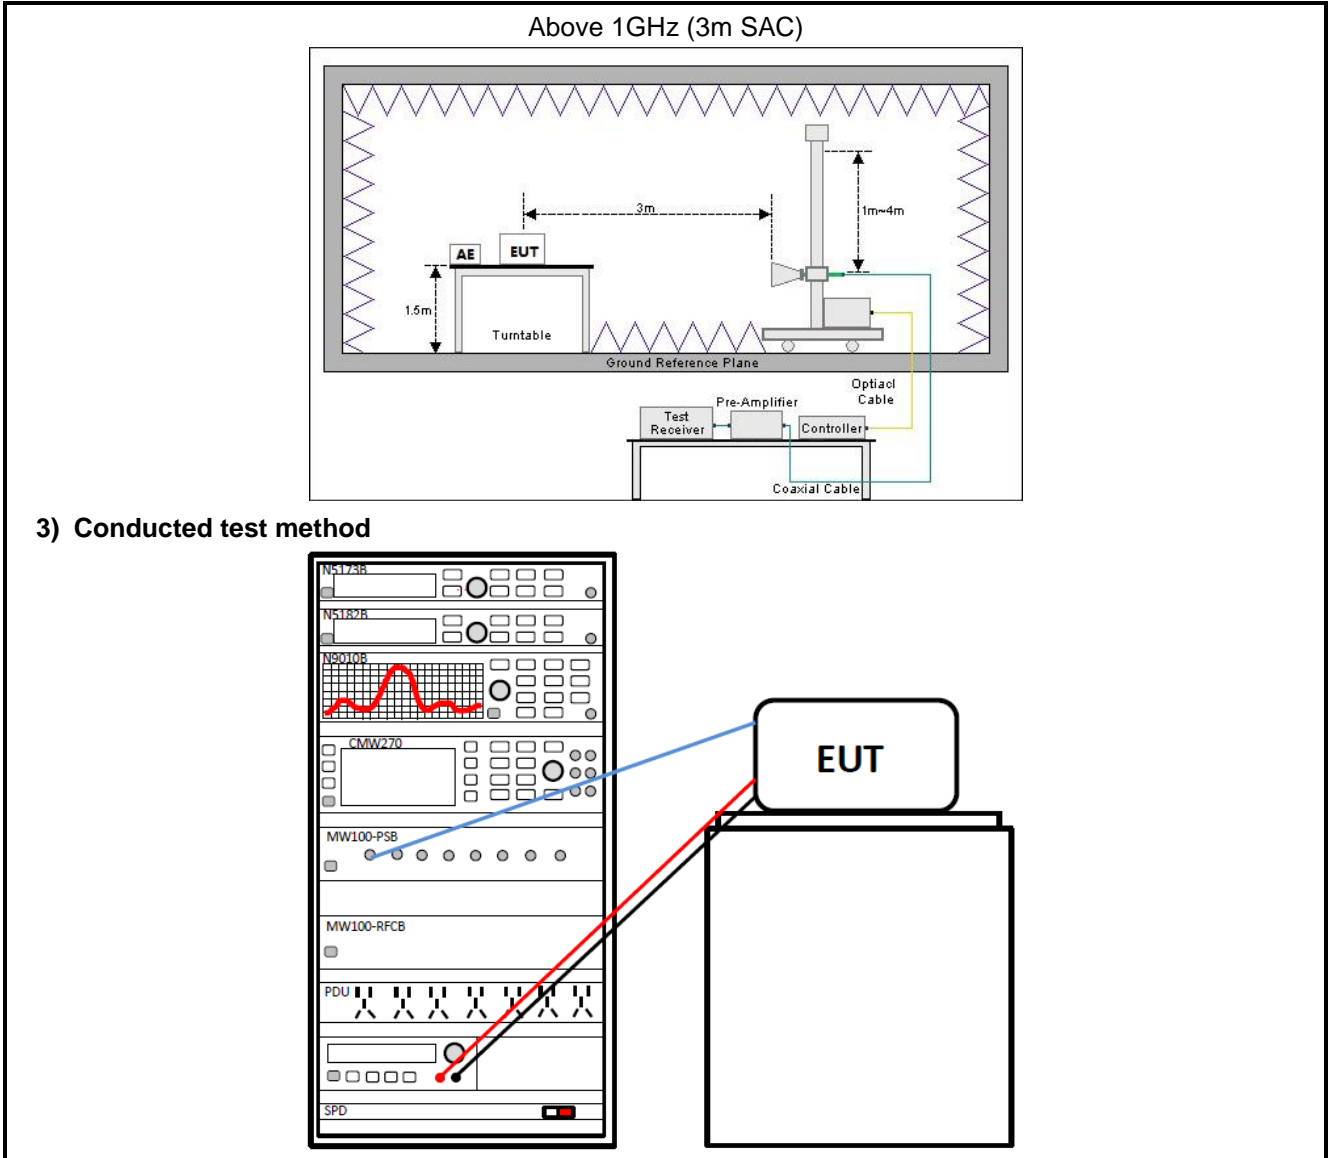 Above 1GHz (3m SAC)
3m
1m~4m
AE
EUT
1.5m
Turntable
Ground Reference Plane
Optiacl
Cable
Pre-Amplifier
Test
Receiver
Controller
Coaxial Cable
3) Conducted test method
N5173B
N5182B
N9010B
CMW270
EUT
MW100-PSB
MW100-RFCB
PDU
SPD